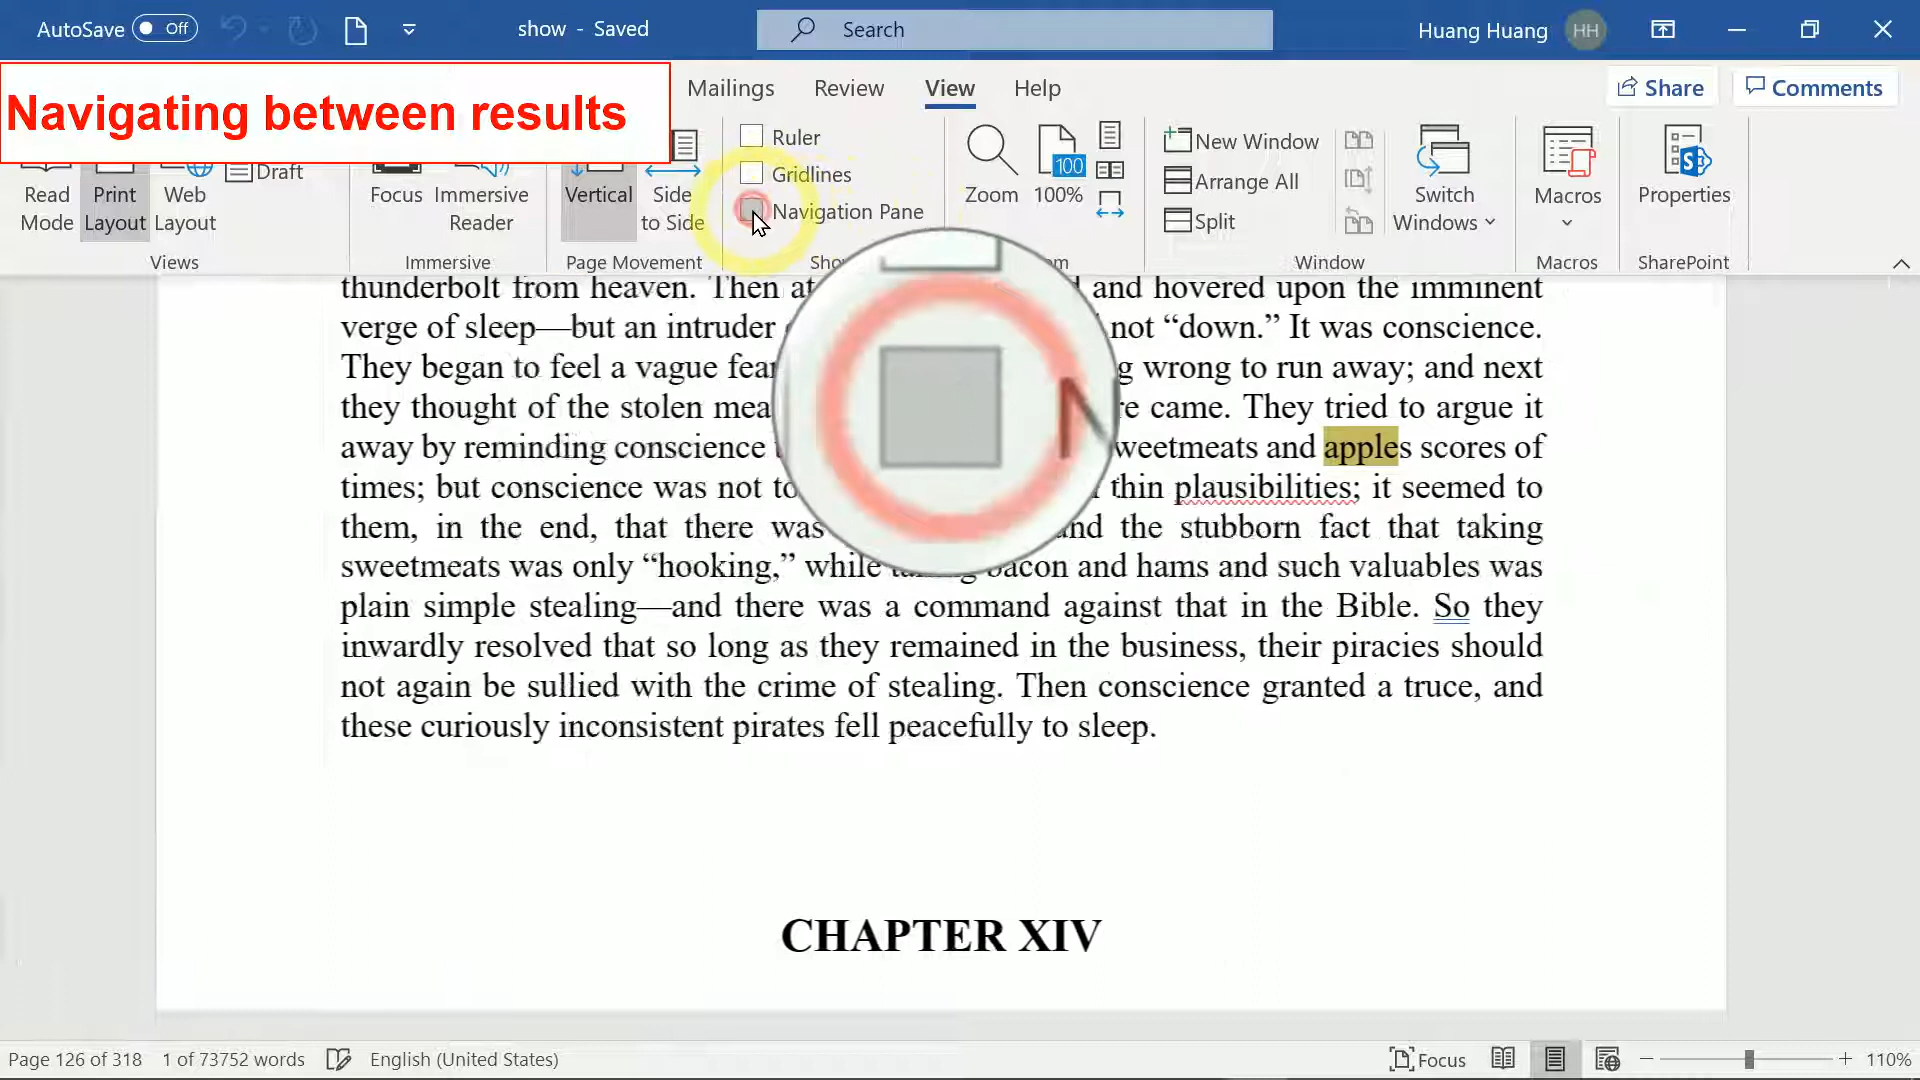 AutoSave Off show - Saved Search Huang Huang HH
Navigating between results
Mailings Review View Help Share Comments
Read Mode
Print Layout
Web Layout
Draft
Views
Focus
Immersive Reader
Immersive
Vertical
Side to Side
Page Movement
Ruler
Gridlines
Navigation Pane
Zoom
100
100%
New Window
Arrange All
Split
Window
Switch Windows
Macros
Macros
Properties
SharePoint
thunderbolt from heaven. Then and hovered upon the imminent
verge of sleep—but an intruder not “down.” It was conscience.
They began to feel a vague wrong to run away; and next
they thought of the stolen came. They tried to argue it
away by reminding conscience and apples scores of
times; but conscience was not thin plausibilities; it seemed to
them, in the end, that there was the stubborn fact that taking
sweetmeats was only “hooking,” while bacon and hams and such valuables was
plain simple stealing—and there was a command against that in the Bible. So they
inwardly resolved that so long as they remained in the business, their piracies should
not again be sullied with the crime of stealing. Then conscience granted a truce, and
these curiously inconsistent pirates fell peacefully to sleep.
CHAPTER XIV
Page 126 of 318 1 of 73752 words English (United States) Focus 110%